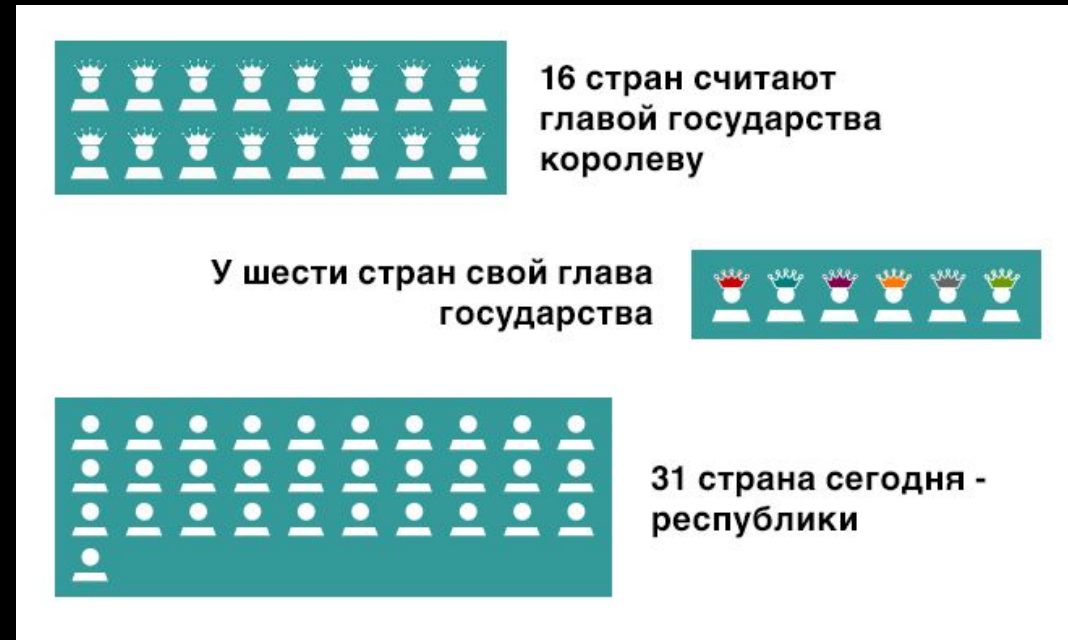 16 стран считают
главой государства
королеву
У шести стран свой глава
государства
31 страна сегодня -
республики